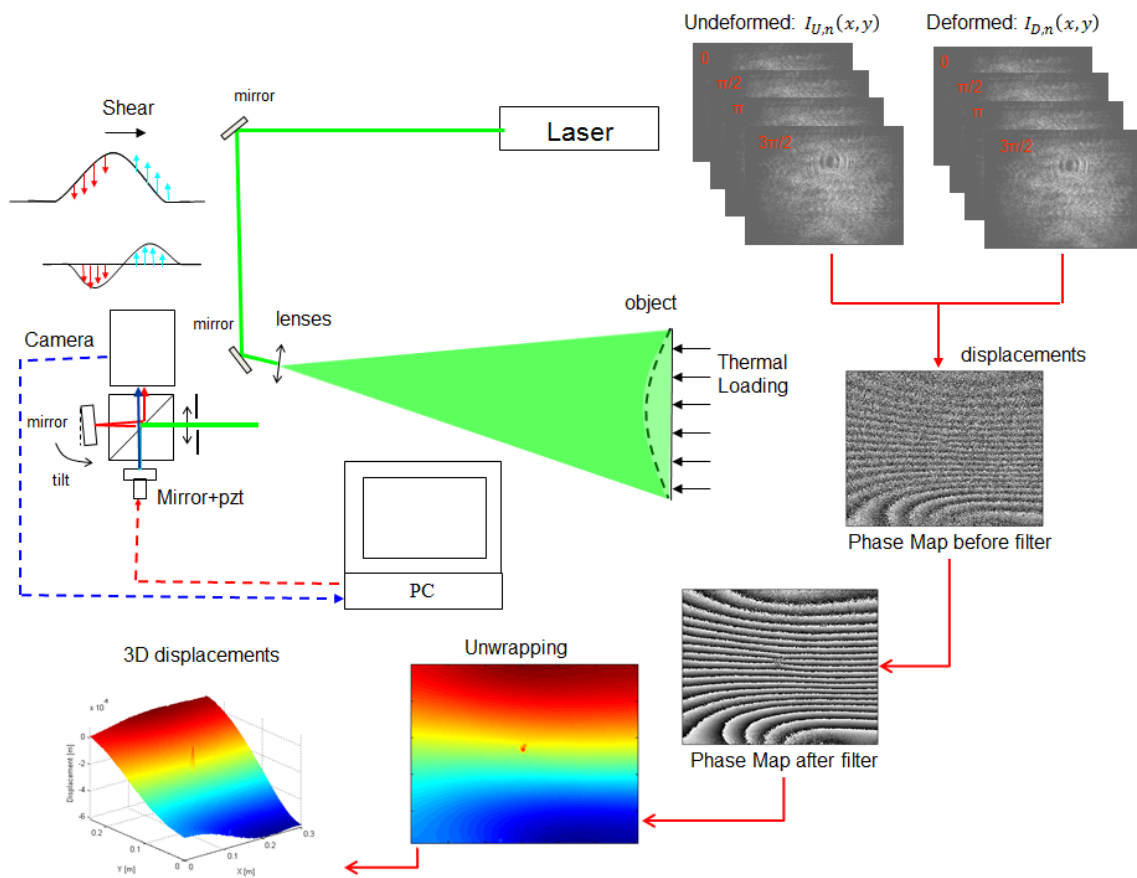 Undeformed: I_{U,n}(x,y)
Deformed: I_{D,n}(x,y)
0
π/2
π
3π/2
0
π/2
π
3π/2
Shear
mirror
Laser
mirror
lenses
object
Camera
Thermal
Loading
displacements
mirror
tilt
Mirror+pzt
PC
Phase Map before filter
Phase Map after filter
Unwrapping
3D displacements
0
-2
-4
-6
Displacement [m]
0.2
0.1
0
Y [m]
0
0.1
0.2
0.3
X [m]